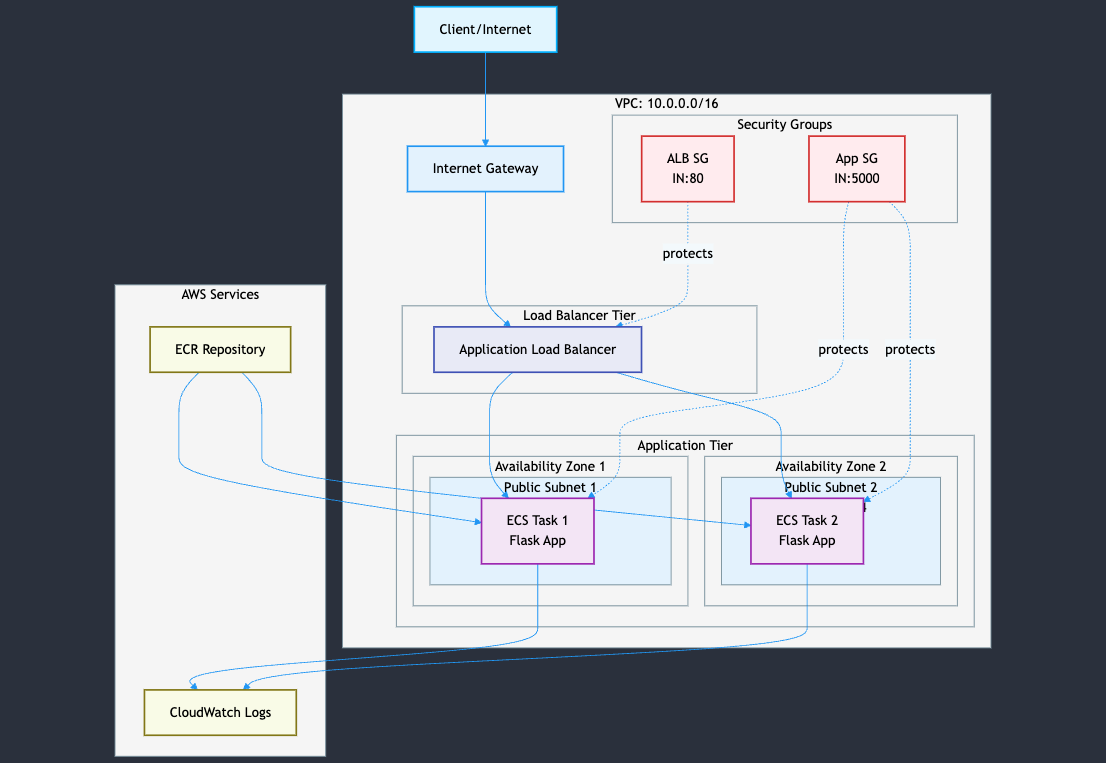 Client/Internet
VPC: 10.0.0.0/16
Security Groups
ALB SG
IN:80
App SG
IN:5000
Internet Gateway
protects
AWS Services
ECR Repository
Load Balancer Tier
Application Load Balancer
protects
protects
Application Tier
Availability Zone 1
Public Subnet 1
ECS Task 1
Flask App
Availability Zone 2
Public Subnet 2
ECS Task 2
Flask App
CloudWatch Logs